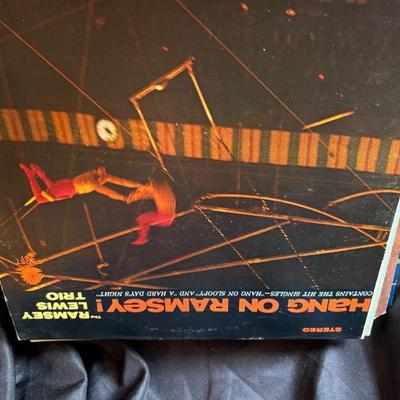 STEREO
HANG ON RAMSEY!
CONTAINS THE HIT SINGLES—"HANG ON SLOOPY" AND "A HARD DAY'S NIGHT"
The RAMSEY
LEWIS
TRIO